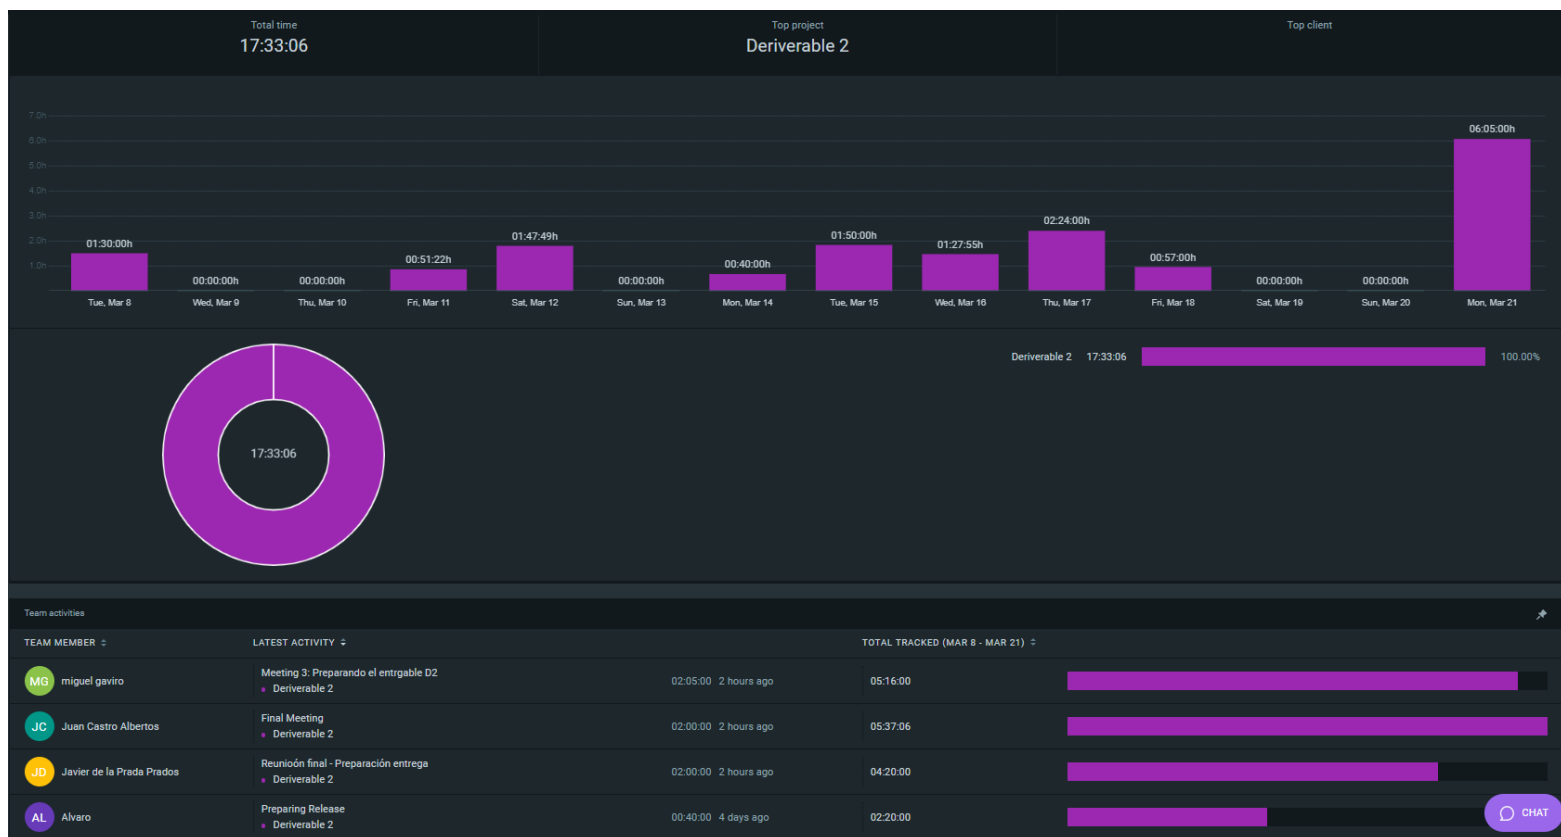 Total time
17:33:06
Top project
Deriverable 2
Top client
7.0h
6.0h
5.0h
4.0h
3.0h
2.0h
1.0h
01:30:00h
00:00:00h
00:00:00h
00:51:22h
01:47:49h
00:00:00h
00:40:00h
01:50:00h
01:27:55h
02:24:00h
00:57:00h
00:00:00h
00:00:00h
06:05:00h
Tue, Mar 8
Wed, Mar 9
Thu, Mar 10
Fri, Mar 11
Sat, Mar 12
Sun, Mar 13
Mon, Mar 14
Tue, Mar 15
Wed, Mar 16
Thu, Mar 17
Fri, Mar 18
Sat, Mar 19
Sun, Mar 20
Mon, Mar 21
17:33:06
Deriverable 2 17:33:06 100.00%
Team activities
TEAM MEMBER LATEST ACTIVITY TOTAL TRACKED (MAR 8 - MAR 21)
MG miguel gaviro
Meeting 3: Preparando el entrgable D2
Deriverable 2
02:05:00 2 hours ago
05:16:00
JC Juan Castro Albertos
Final Meeting
Deriverable 2
02:00:00 2 hours ago
05:37:06
JD Javier de la Prada Prados
Reunioón final - Preparación entrega
Deriverable 2
02:00:00 2 hours ago
04:20:00
AL Alvaro
Preparing Release
Deriverable 2
00:40:00 4 days ago
02:20:00
CHAT